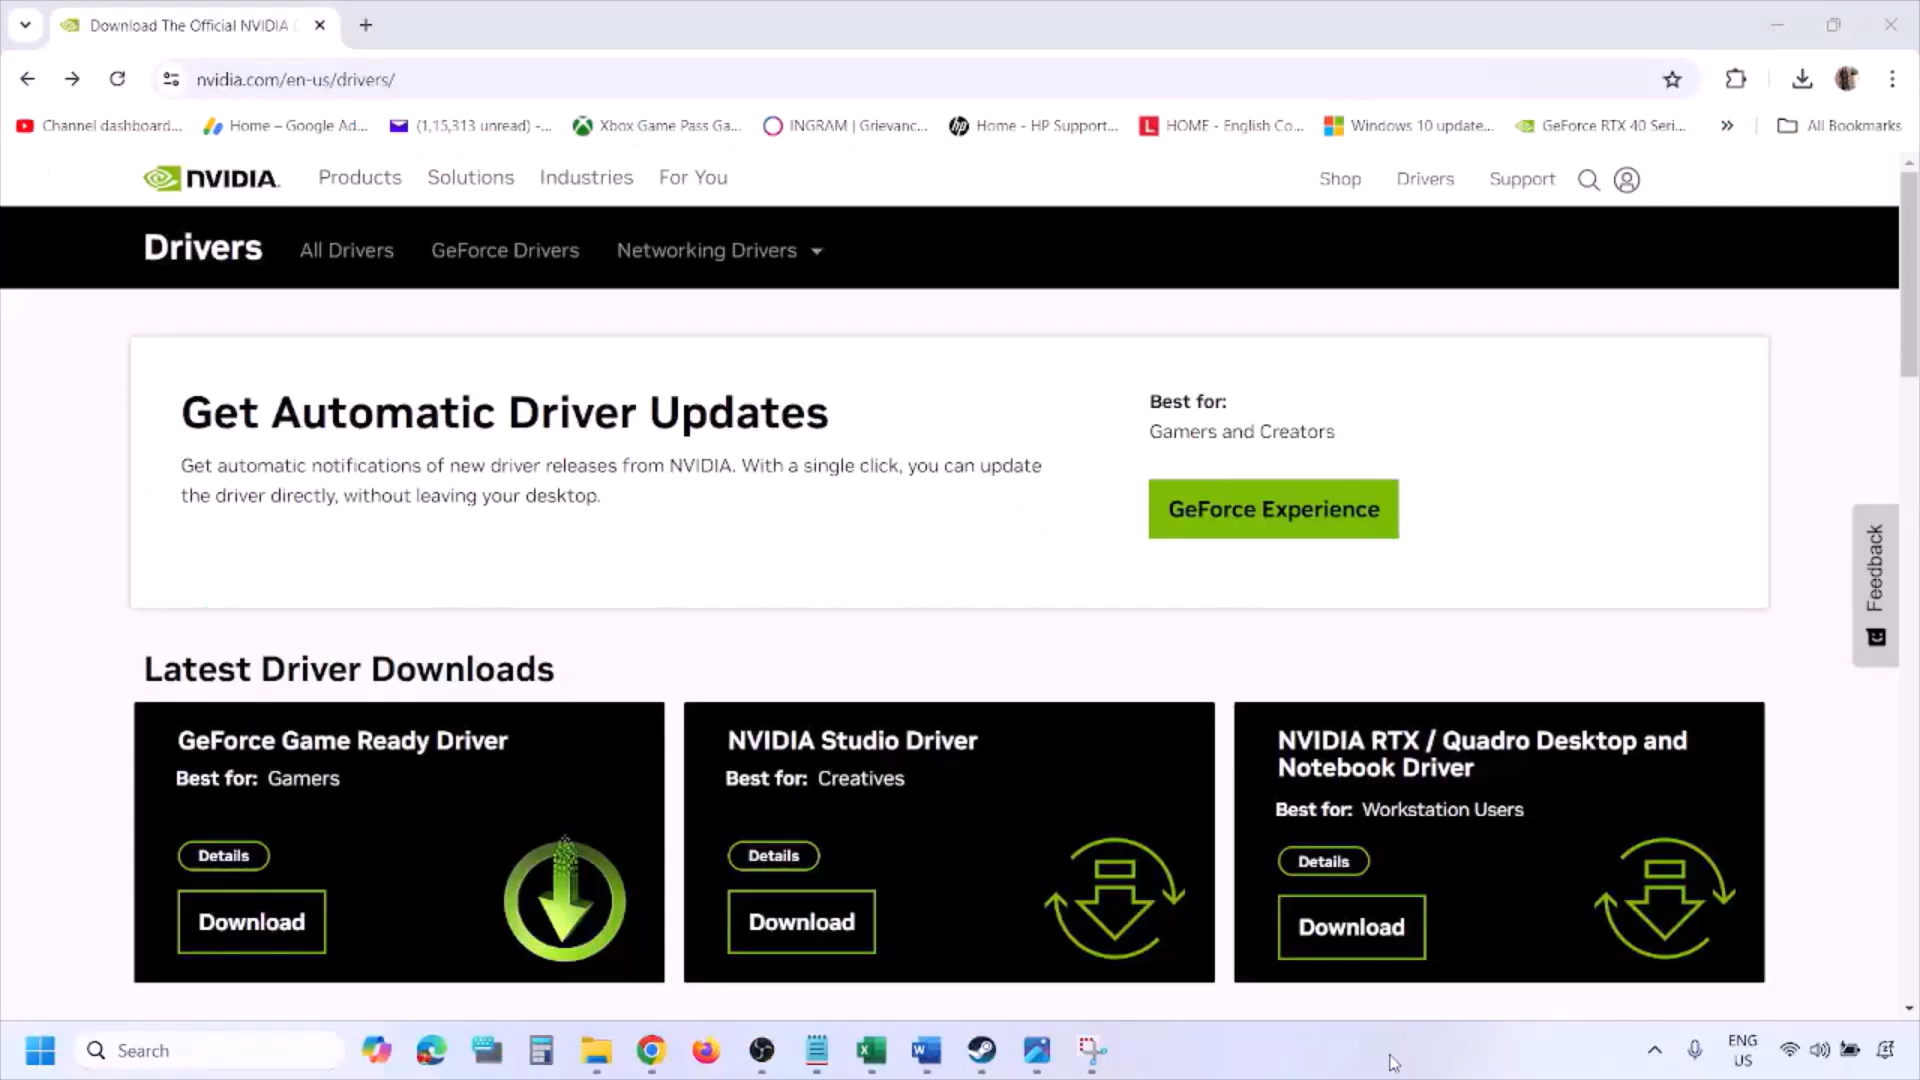 Download The Official NVIDIA
nvidia.com/en-us/drivers/
Channel dashboard... Home – Google Ad... (1,15,313 unread) -... Xbox Game Pass Ga... INGRAM | Grievanc... Home - HP Support... HOME - English Co... Windows 10 update... GeForce RTX 40 Seri... All Bookmarks
NVIDIA. Products Solutions Industries For You Shop Drivers Support
Drivers All Drivers GeForce Drivers Networking Drivers
Get Automatic Driver Updates
Get automatic notifications of new driver releases from NVIDIA. With a single click, you can update
the driver directly, without leaving your desktop.
Best for:
Gamers and Creators
GeForce Experience
Feedback
Latest Driver Downloads
GeForce Game Ready Driver
Best for: Gamers
Details
Download
NVIDIA Studio Driver
Best for: Creatives
Details
Download
NVIDIA RTX / Quadro Desktop and
Notebook Driver
Best for: Workstation Users
Details
Download
Search
ENG
US